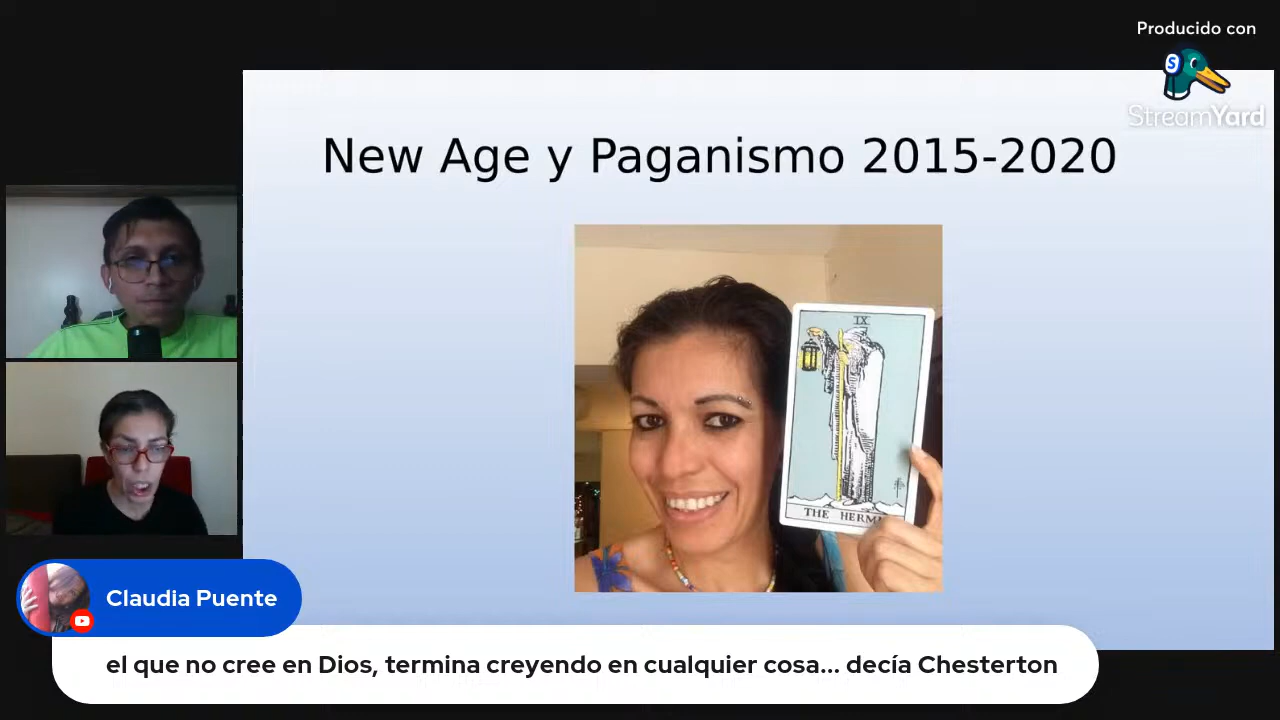 Producido con
StreamYard
New Age y Paganismo 2015-2020
IX
THE HERM
Claudia Puente
el que no cree en Dios, termina creyendo en cualquier cosa... decía Chesterton